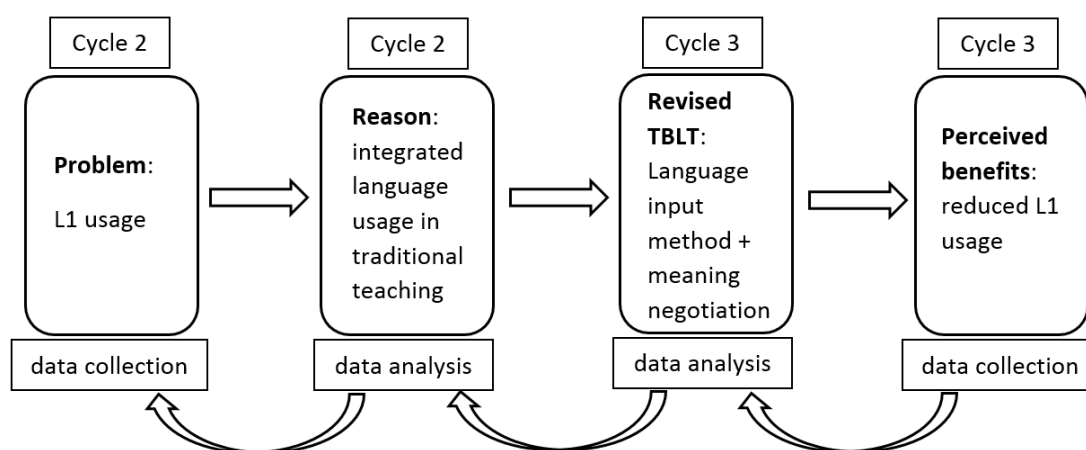 Cycle 2
Cycle 2
Cycle 3
Cycle 3
Problem:
L1 usage
Reason:
integrated
language
usage in
traditional
teaching
Revised
TBLT:
Language
input
method +
meaning
negotiation
Perceived
benefits:
reduced L1
usage
data collection
data analysis
data analysis
data collection